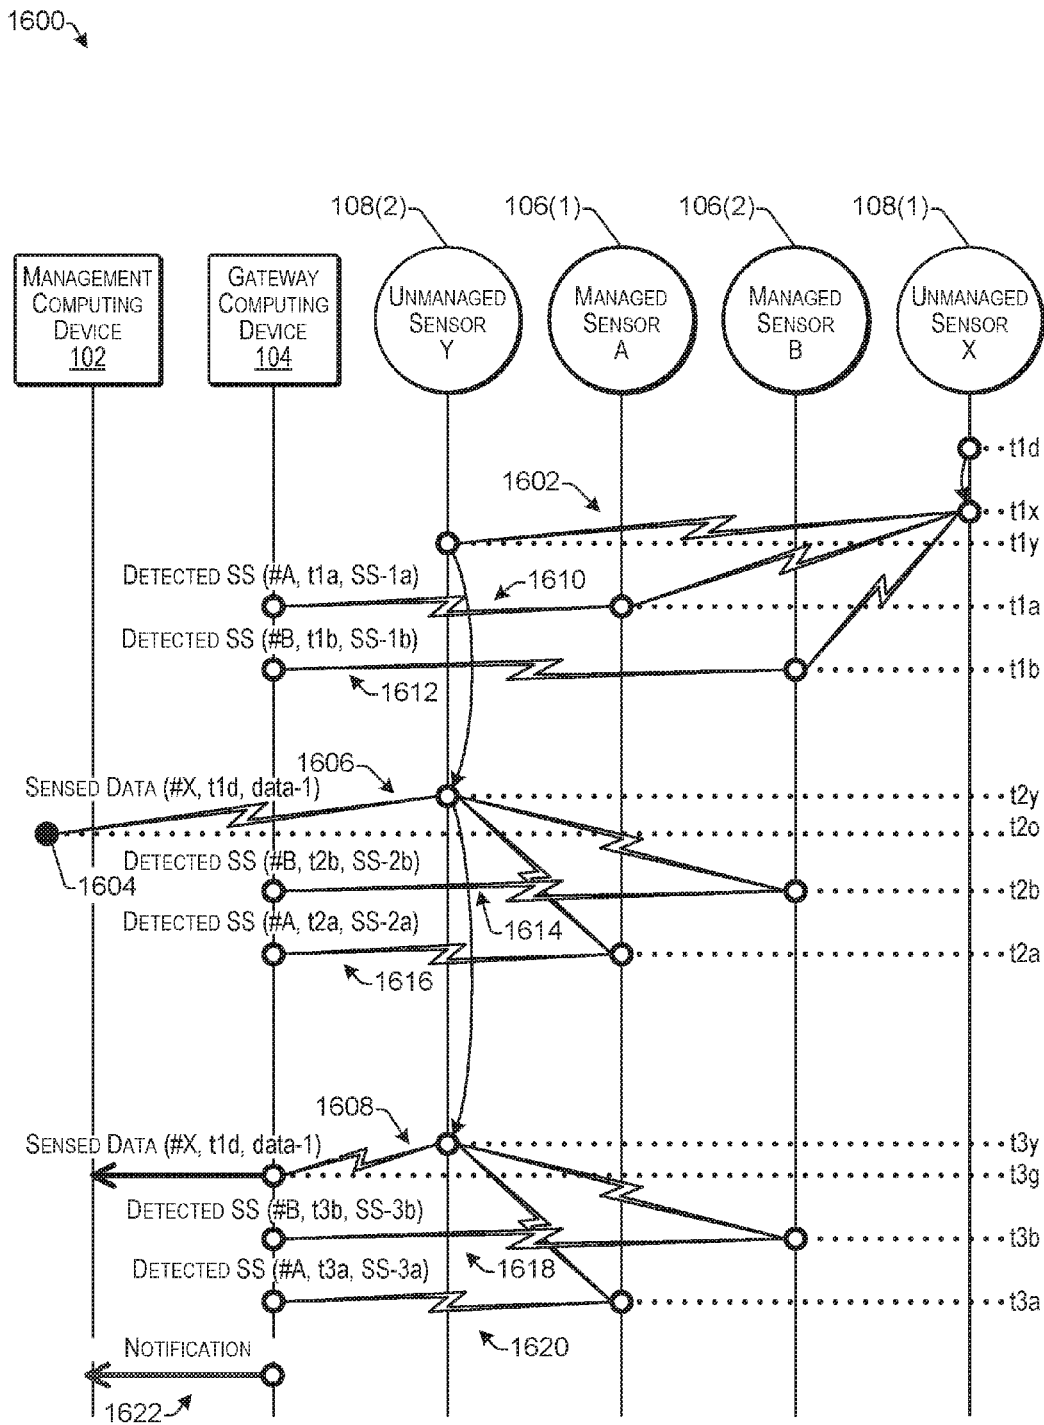 1600
108(2)
106(1)
106(2)
108(1)
MANAGEMENT
COMPUTING
DEVICE
102
GATEWAY
COMPUTING
DEVICE
104
UNMANAGED
SENSOR
Y
MANAGED
SENSOR
A
MANAGED
SENSOR
B
UNMANAGED
SENSOR
X
t1d
1602
t1x
t1y
DETECTED SS (#A, t1a, SS-1a)
1610
t1a
DETECTED SS (#B, t1b, SS-1b)
t1b
1612
1606
SENSED DATA (#X, t1d, data-1)
t2y
t2o
DETECTED SS (#B, t2b, SS-2b)
1604
t2b
DETECTED SS (#A, t2a, SS-2a)
1614
t2a
1616
1608
SENSED DATA (#X, t1d, data-1)
t3y
t3g
DETECTED SS (#B, t3b, SS-3b)
t3b
DETECTED SS (#A, t3a, SS-3a)
1618
t3a
1620
NOTIFICATION
1622